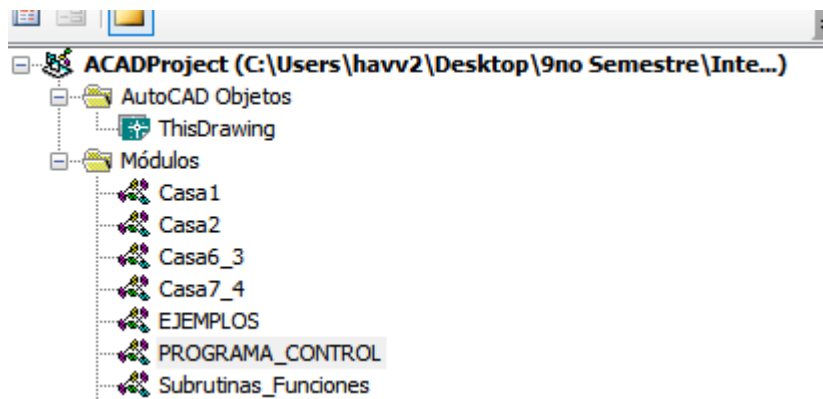 ACADProject (C:\Users\havv2\Desktop\9no Semestre\Inte...)
AutoCAD Objetos
ThisDrawing
Módulos
Casa1
Casa2
Casa6_3
Casa7_4
EJEMPLOS
PROGRAMA_CONTROL
Subrutinas_Funciones